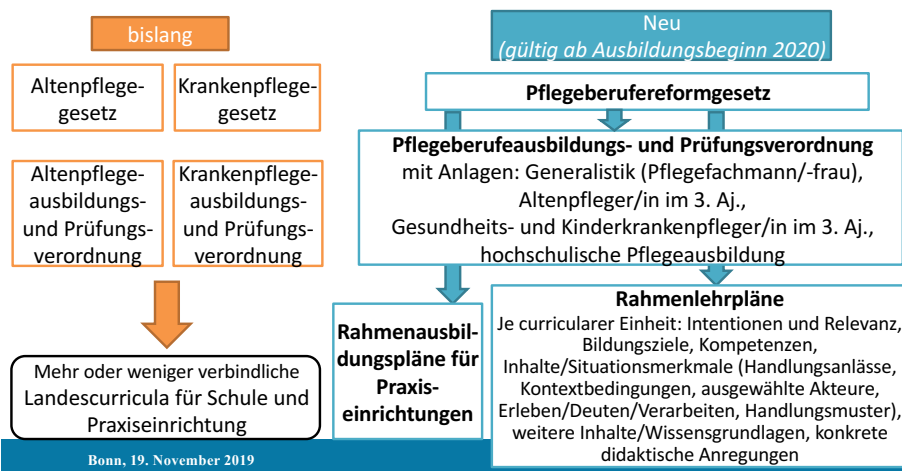 bislang
Altenpflege-
gesetz
Krankenpflege-
gesetz
Altenpflege-
ausbildungs-
und Prüfungs-
verordnung
Krankenpflege-
ausbildungs-
und Prüfungs-
verordnung
Mehr oder weniger verbindliche
Landescurricula für Schule und
Praxiseinrichtung
Neu
(gültig ab Ausbildungsbeginn 2020)
Pflegeberufereformgesetz
Pflegeberufeausbildungs- und Prüfungsverordnung
mit Anlagen: Generalistik (Pflegefachmann/-frau),
Altenpfleger/in im 3. Aj.,
Gesundheits- und Kinderkrankenpfleger/in im 3. Aj.,
hochschulische Pflegeausbildung
Rahmenausbil-
dungspläne für
Praxis-
einrichtungen
Rahmenlehrpläne
Je curricularer Einheit: Intentionen und Relevanz,
Bildungsziele, Kompetenzen,
Inhalte/Situationsmerkmale (Handlungsanlässe,
Kontextbedingungen, ausgewählte Akteure,
Erleben/Deuten/Verarbeiten, Handlungsmuster),
weitere Inhalte/Wissensgrundlagen, konkrete
didaktische Anregungen
Bonn, 19. November 2019